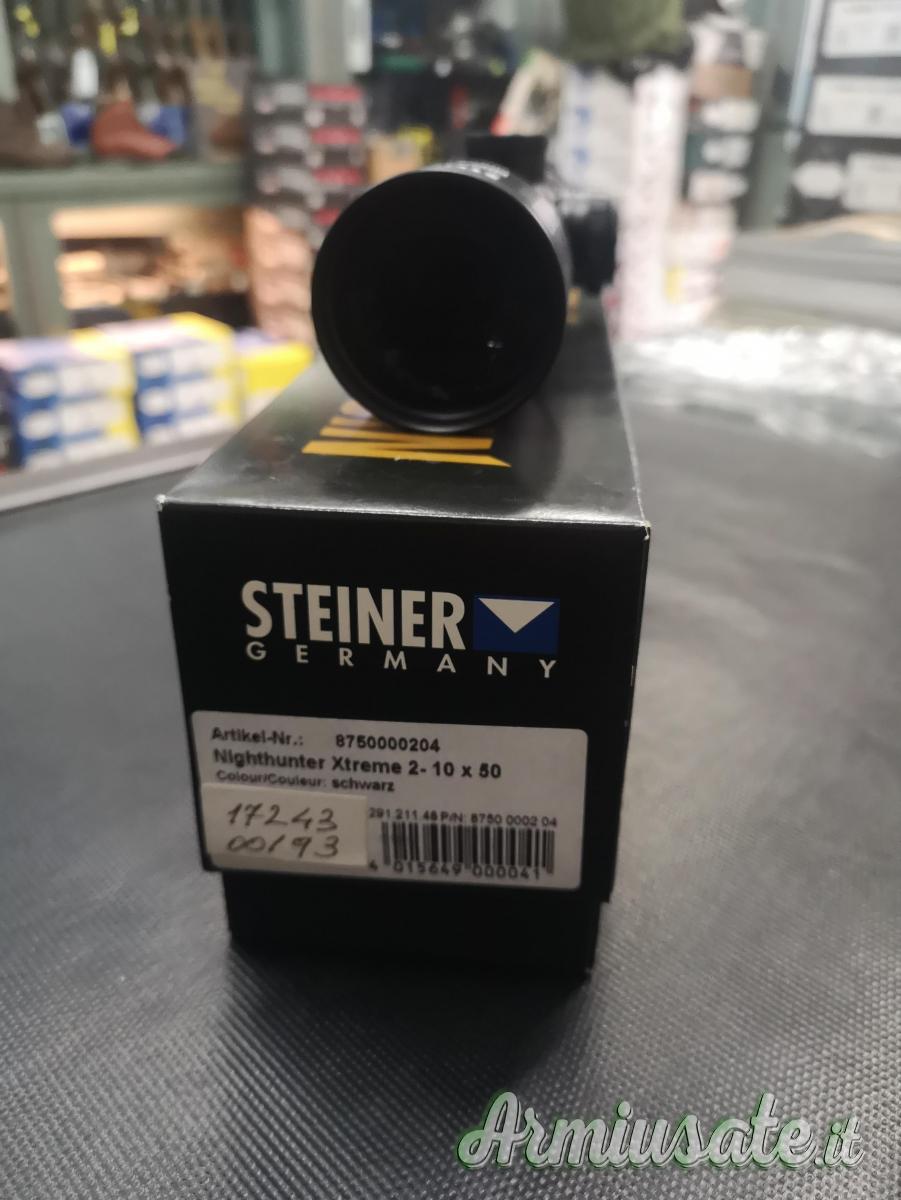 STEINER
GERMANY
Artikel-Nr.: 8750000204
Nighthunter Xtreme 2-10 x 50
Colour/Couleur: schwarz
17243
00193
291.211.48 P/N: 8750 0002 04
4 015649 000041
Armiusate.it